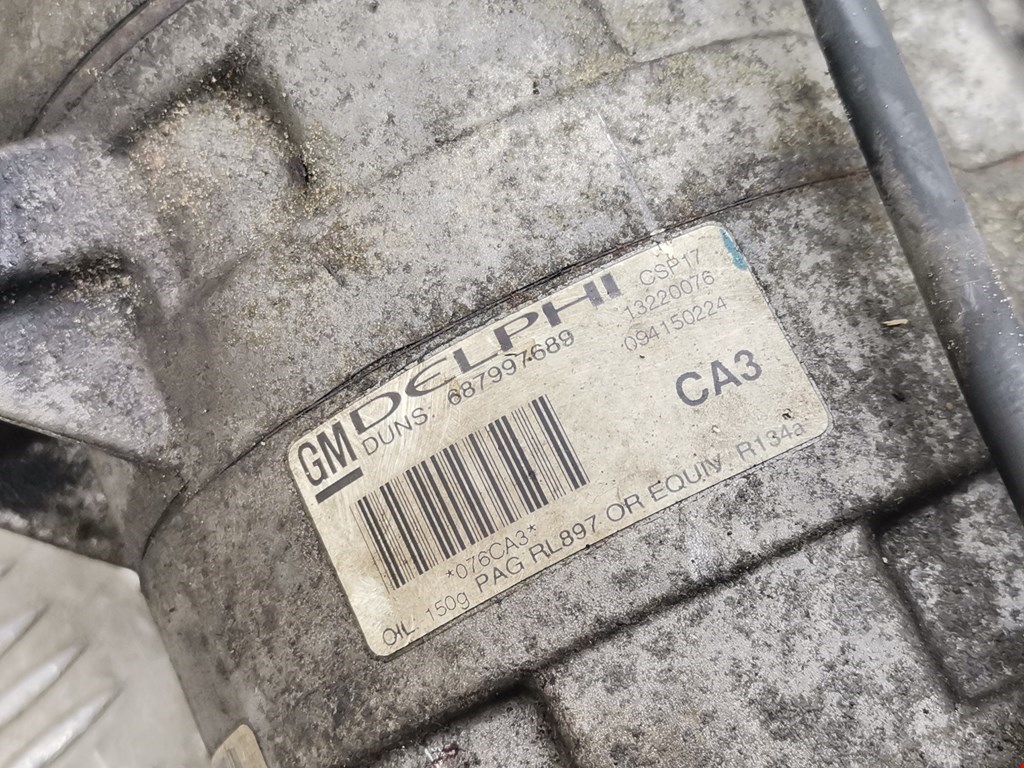 GM DELPHI CSP17
DUNS. 687997689 13220076
094150224
CA3
*076CA3*
OIL. 150g PAG RL897 OR EQUIV. R134a